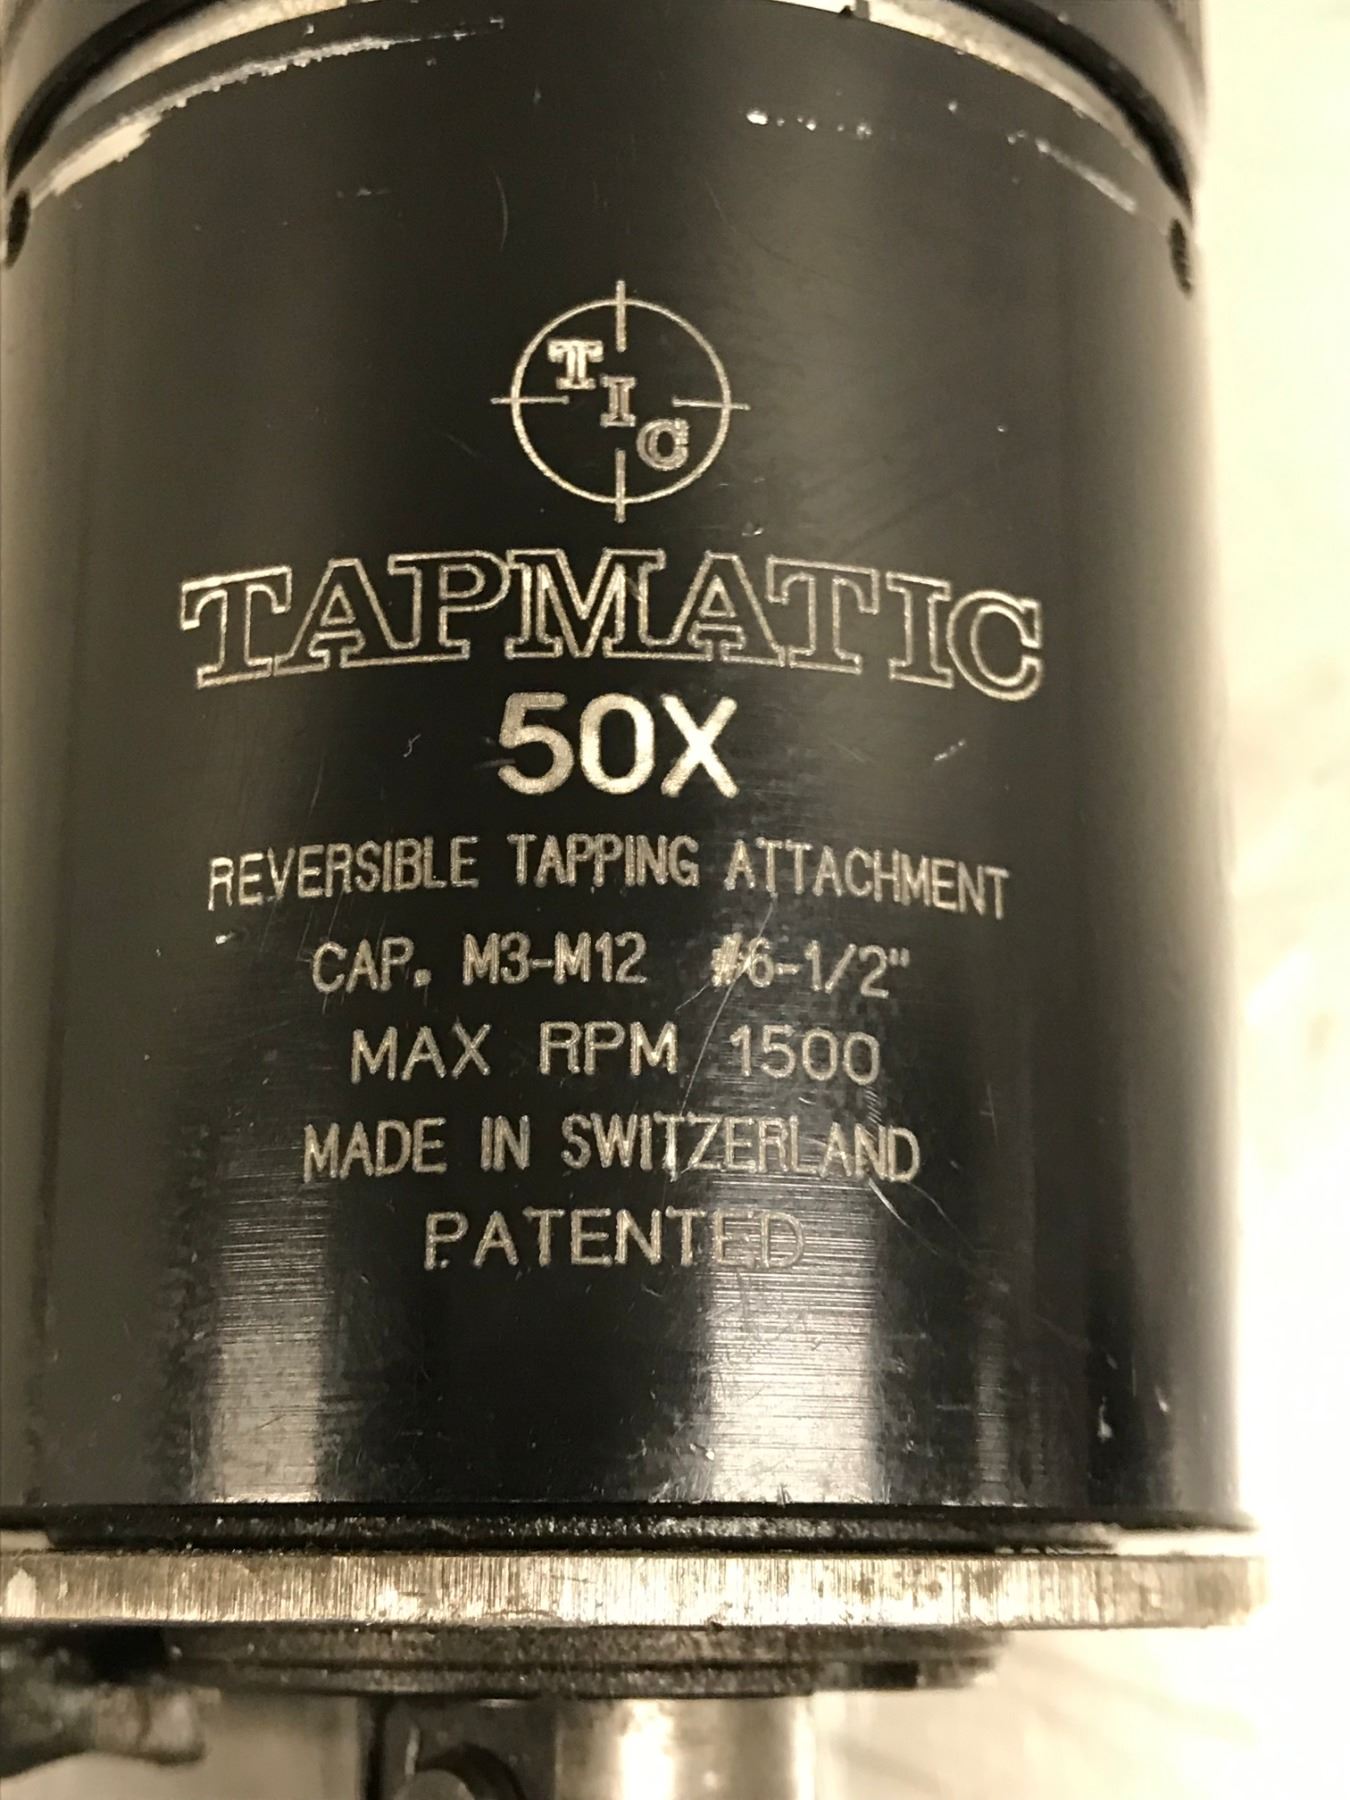 TIC
TAPMATIC
50X
REVERSIBLE TAPPING ATTACHMENT
CAP. M3-M12 #6-1/2"
MAX RPM 1500
MADE IN SWITZERLAND
PATENTED